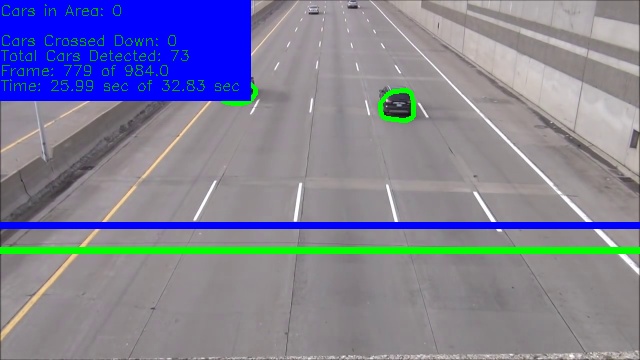 Cars in Area: 0
Cars Crossed Down: 0
Total Cars Detected: 73
Frame: 779 of 984.0
Time: 25.99 sec of 32.83 sec